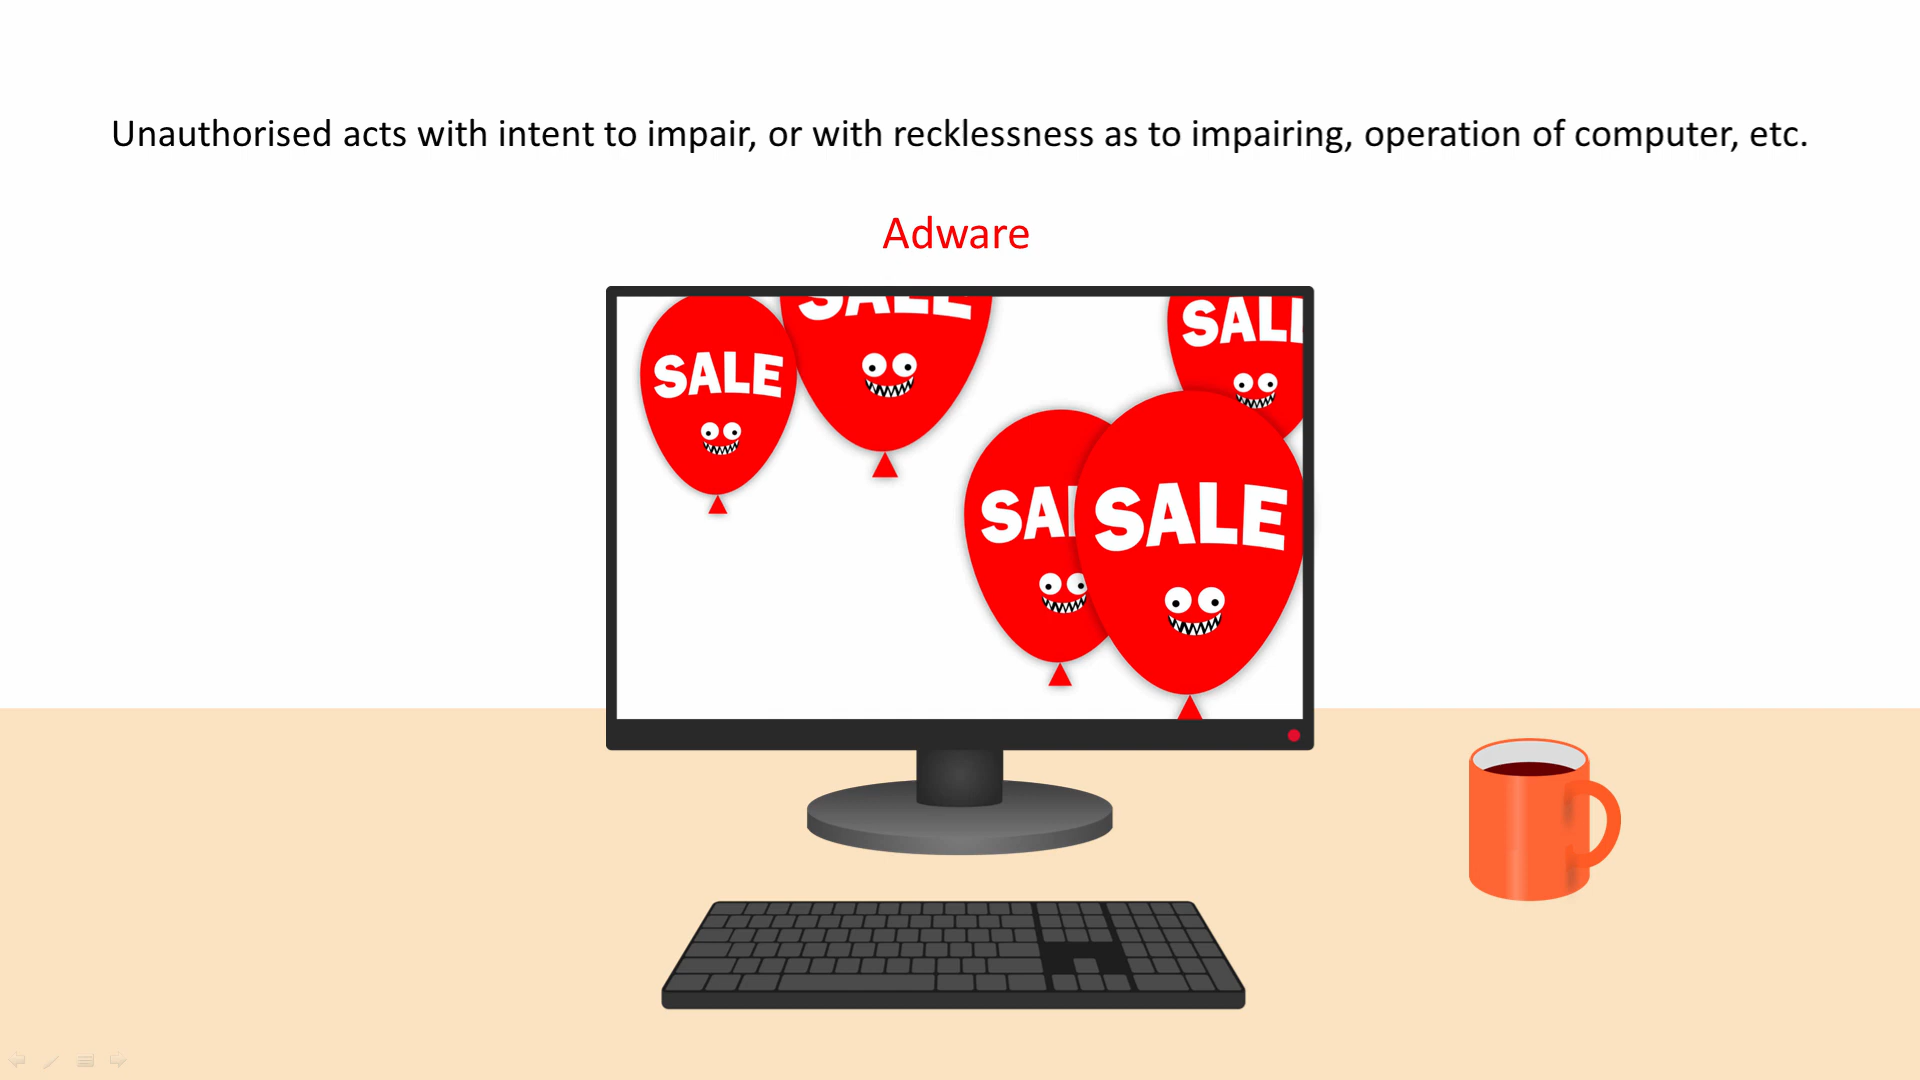 Unauthorised acts with intent to impair, or with recklessness as to impairing, operation of computer, etc.
Adware
SALE
SALE
SALE
SALE
SALE